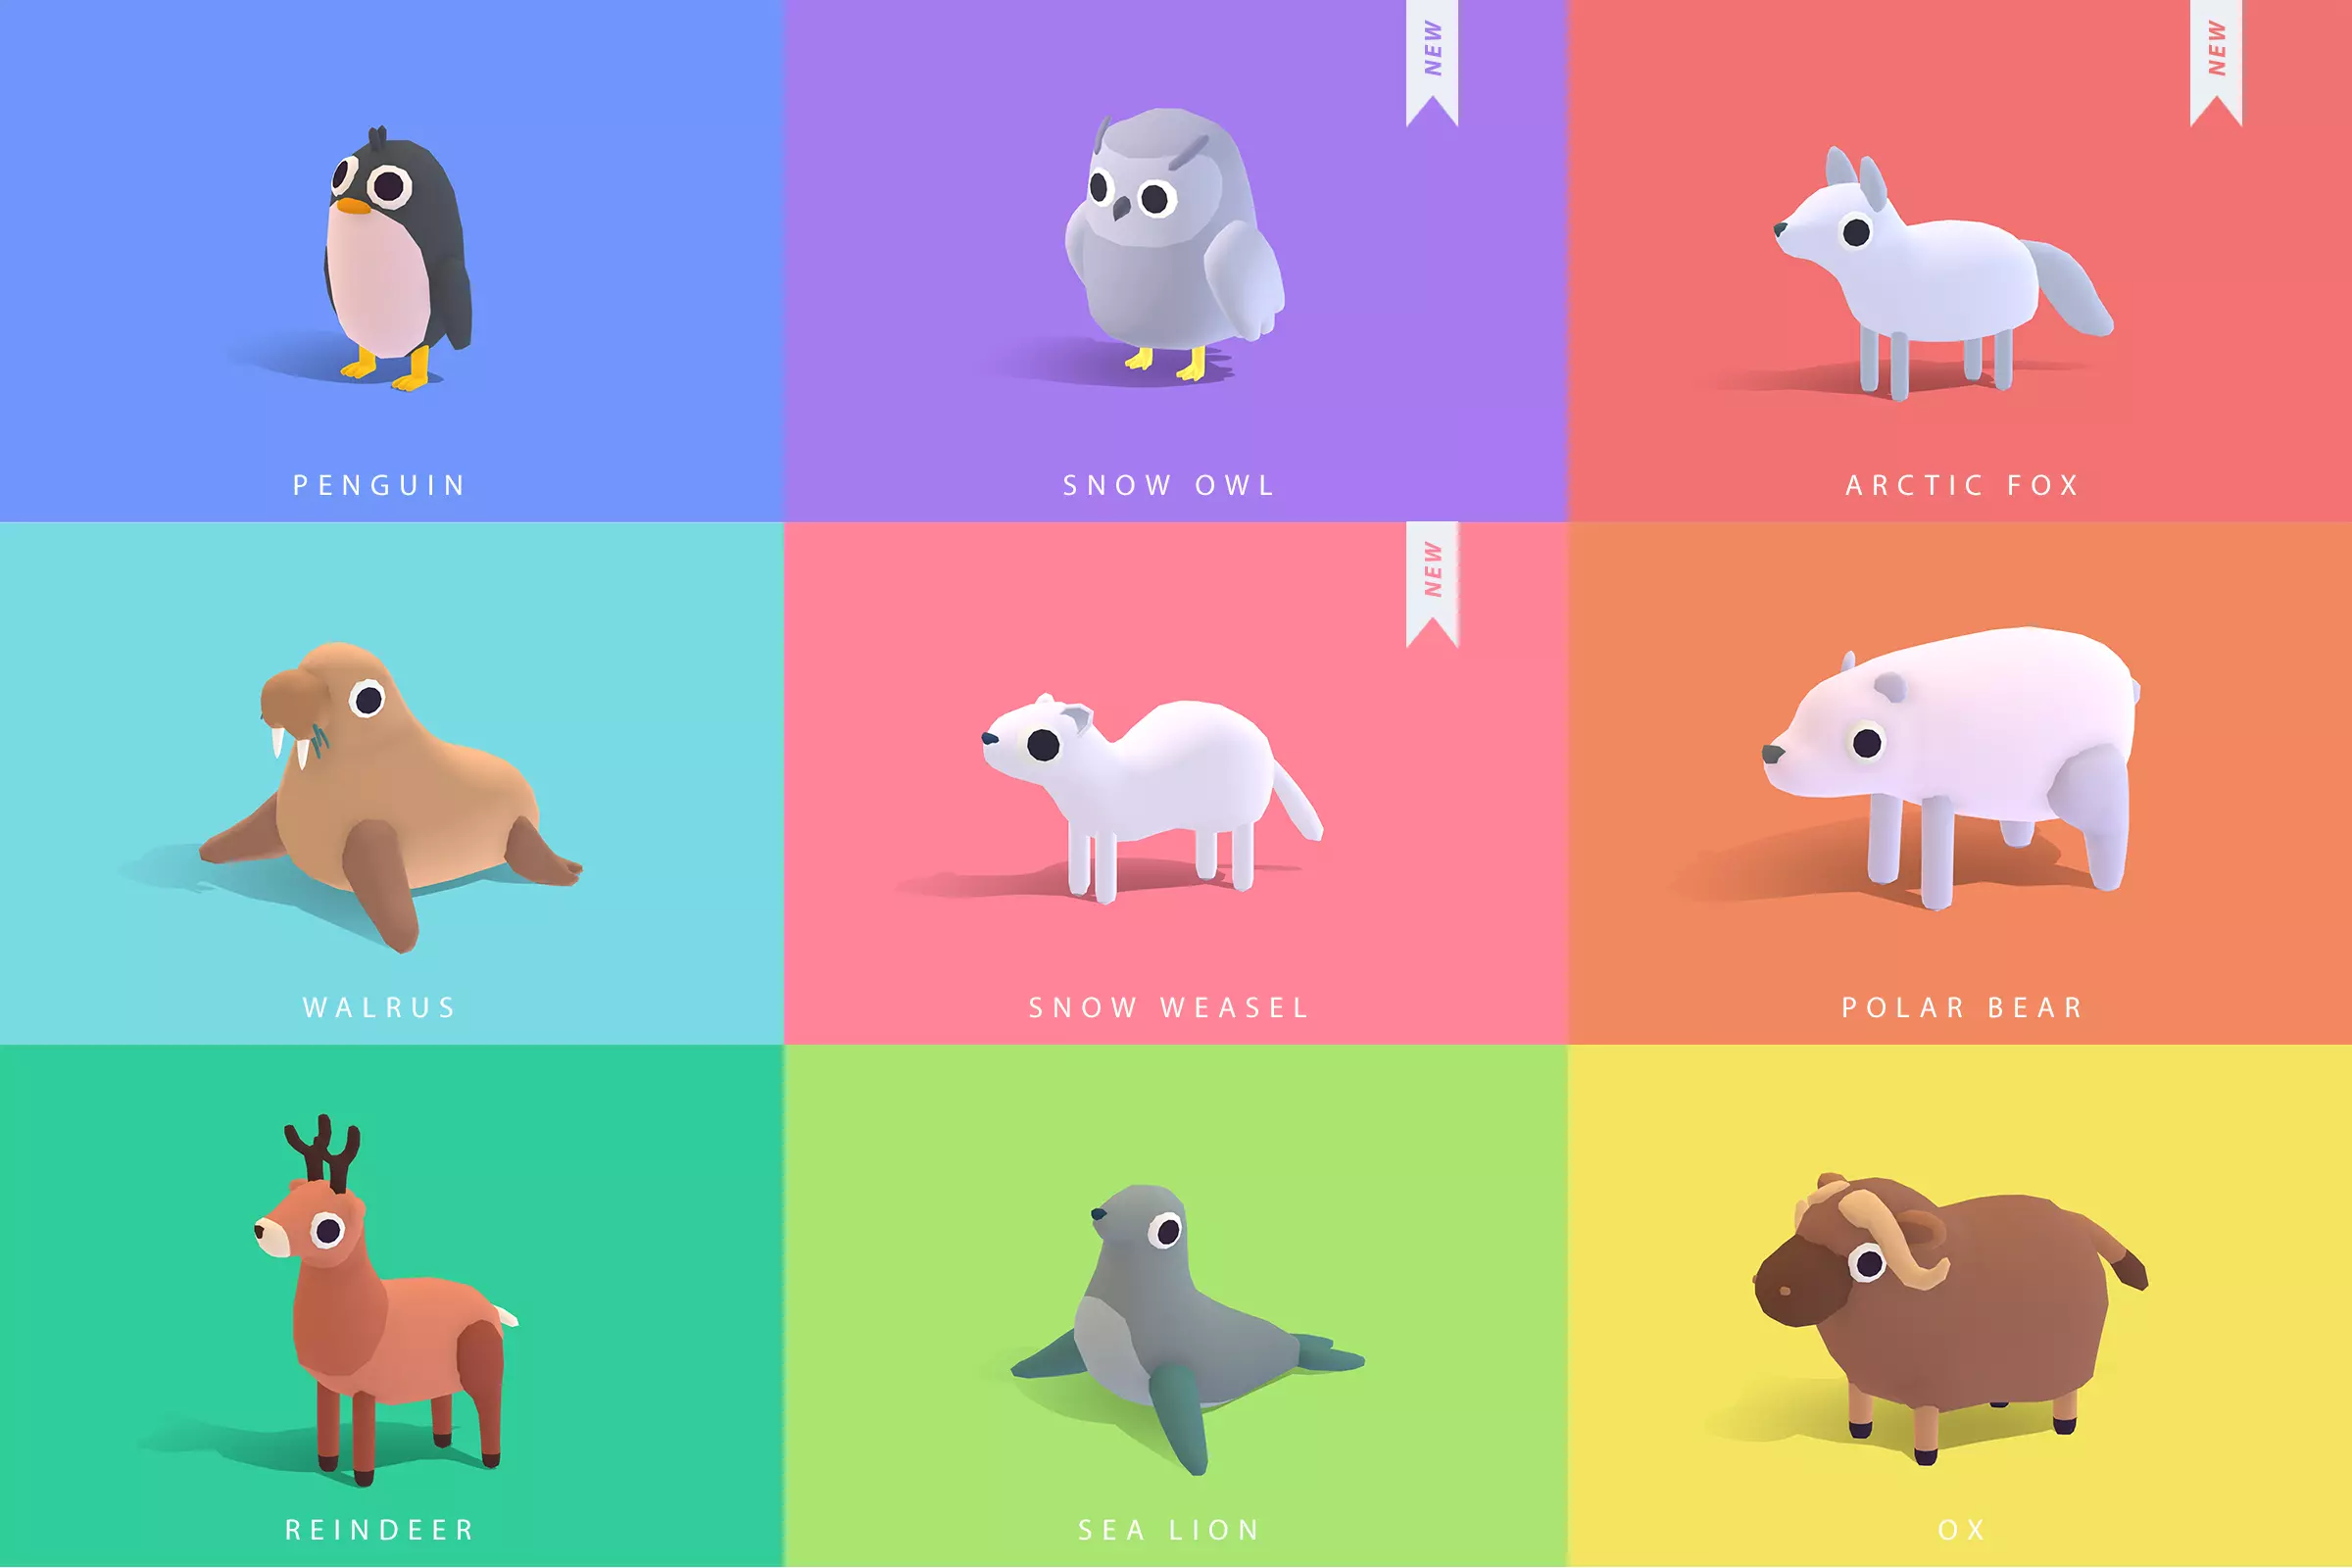 NEW
NEW
PENGUIN
SNOW OWL
ARCTIC FOX
NEW
WALRUS
SNOW WEASEL
POLAR BEAR
REINDEER
SEA LION
OX